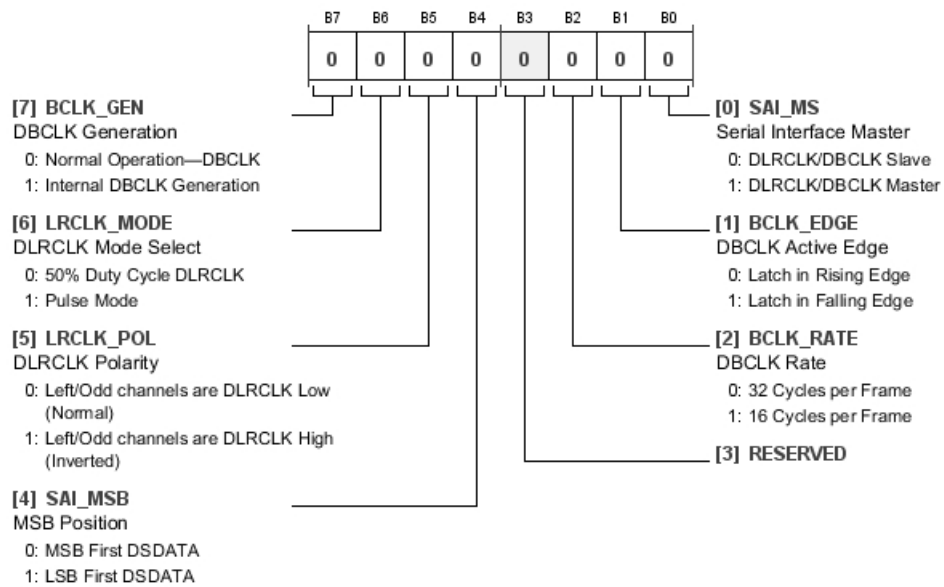 B7 B6 B5 B4 B3 B2 B1 B0
0 0 0 0 0 0 0 0
[7] BCLK_GEN
DBCLK Generation
0: Normal Operation—DBCLK
1: Internal DBCLK Generation
[6] LRCLK_MODE
DLRCLK Mode Select
0: 50% Duty Cycle DLRCLK
1: Pulse Mode
[5] LRCLK_POL
DLRCLK Polarity
0: Left/Odd channels are DLRCLK Low
(Normal)
1: Left/Odd channels are DLRCLK High
(Inverted)
[4] SAI_MSB
MSB Position
0: MSB First DSDATA
1: LSB First DSDATA
[0] SAI_MS
Serial Interface Master
0: DLRCLK/DBCLK Slave
1: DLRCLK/DBCLK Master
[1] BCLK_EDGE
DBCLK Active Edge
0: Latch in Rising Edge
1: Latch in Falling Edge
[2] BCLK_RATE
DBCLK Rate
0: 32 Cycles per Frame
1: 16 Cycles per Frame
[3] RESERVED